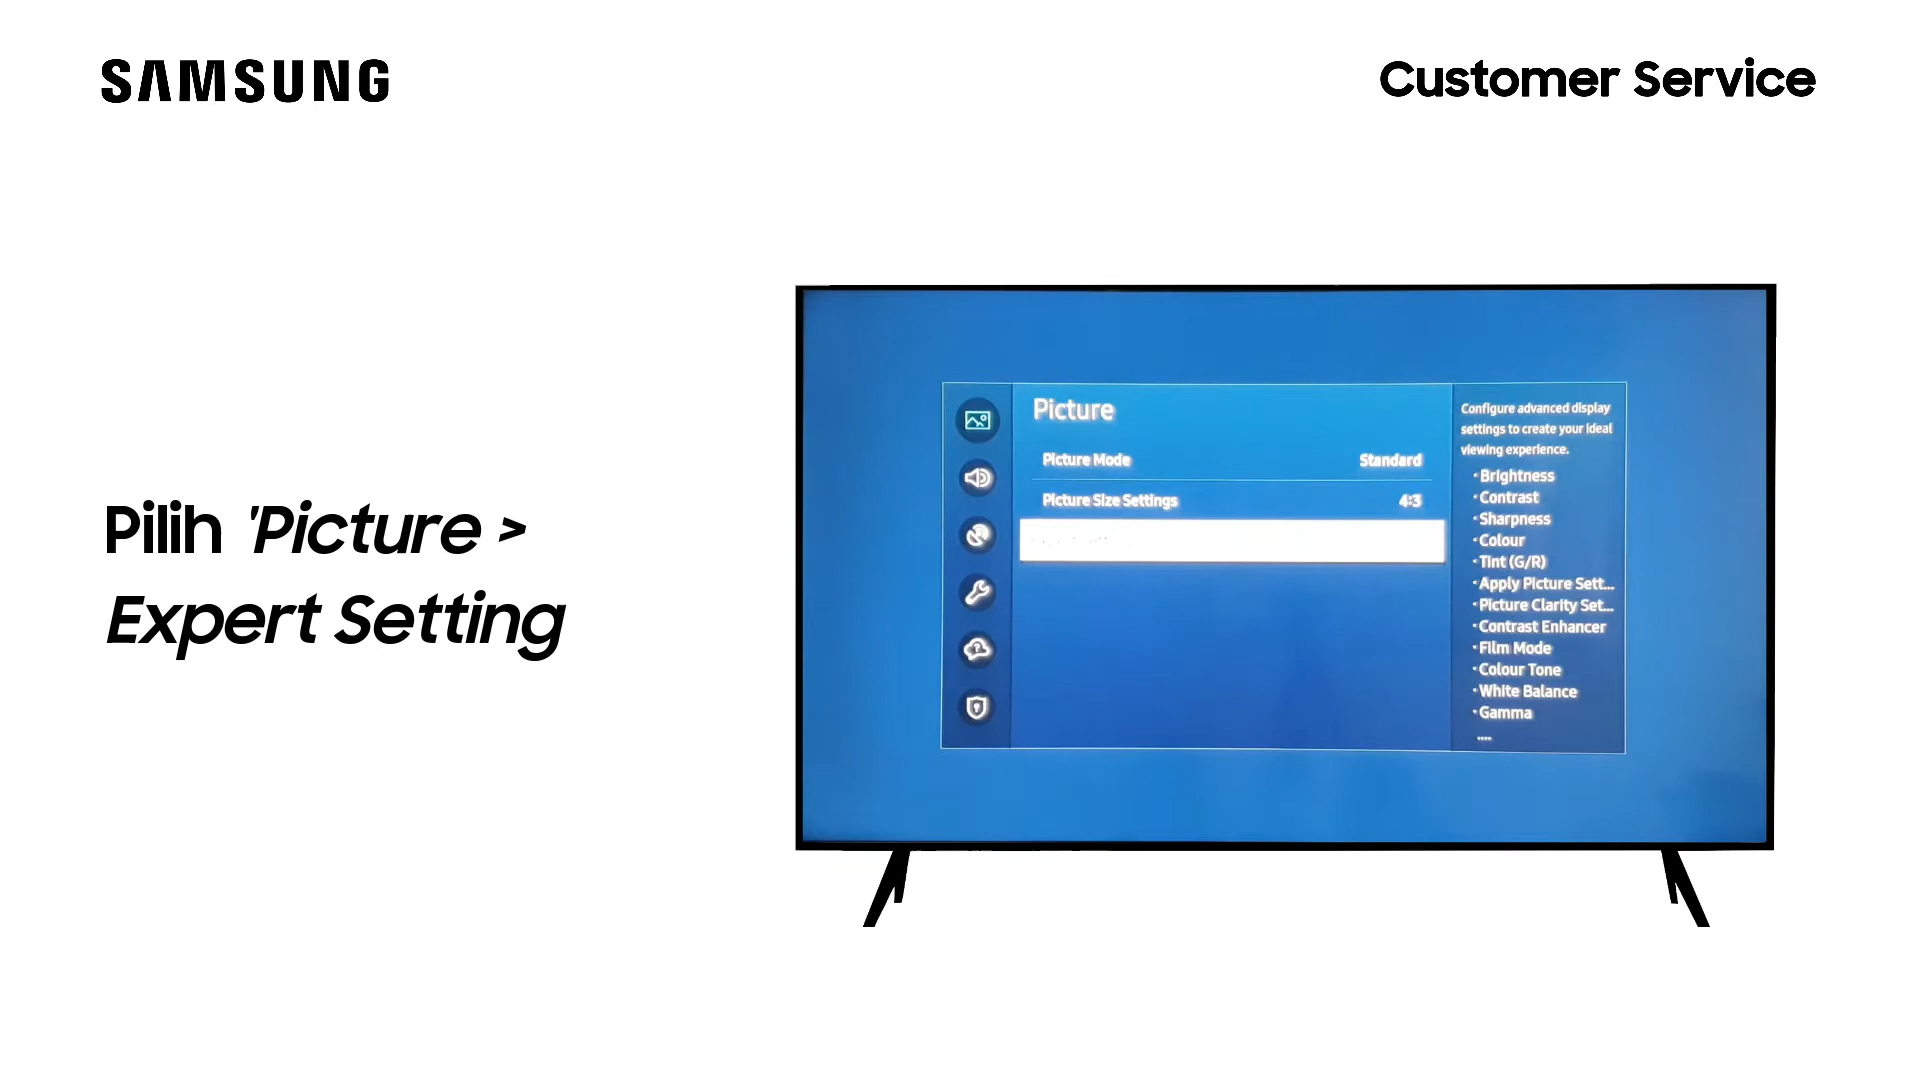 SAMSUNG
Customer Service
Pilih 'Picture >
Expert Setting
Picture
Picture Mode Standard
Picture Size Settings 4:3
Configure advanced display
settings to create your ideal
viewing experience.
· Brightness
· Contrast
· Sharpness
· Colour
· Tint (G/R)
· Apply Picture Sett...
· Picture Clarity Set...
· Contrast Enhancer
· Film Mode
· Colour Tone
· White Balance
· Gamma
....